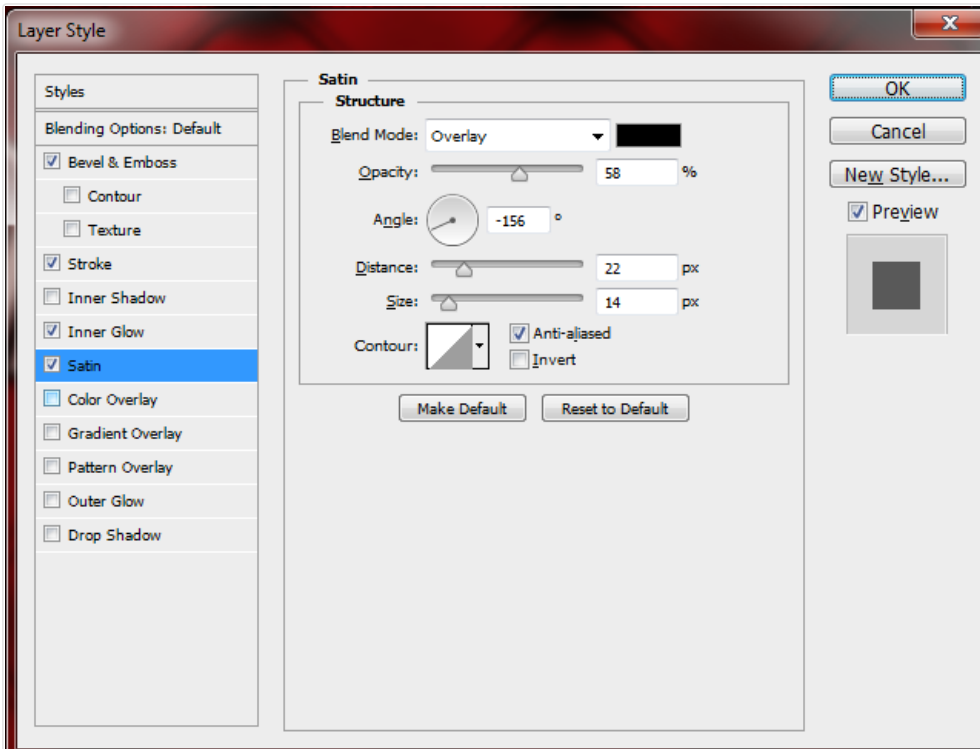 Layer Style
Styles
Blending Options: Default
Bevel & Emboss
Contour
Texture
Stroke
Inner Shadow
Inner Glow
Satin
Color Overlay
Gradient Overlay
Pattern Overlay
Outer Glow
Drop Shadow
Satin
Structure
Blend Mode: Overlay
Opacity: 58 %
Angle: -156 °
Distance: 22 px
Size: 14 px
Contour: Anti-aliased
Invert
Make Default Reset to Default
OK
Cancel
New Style...
Preview